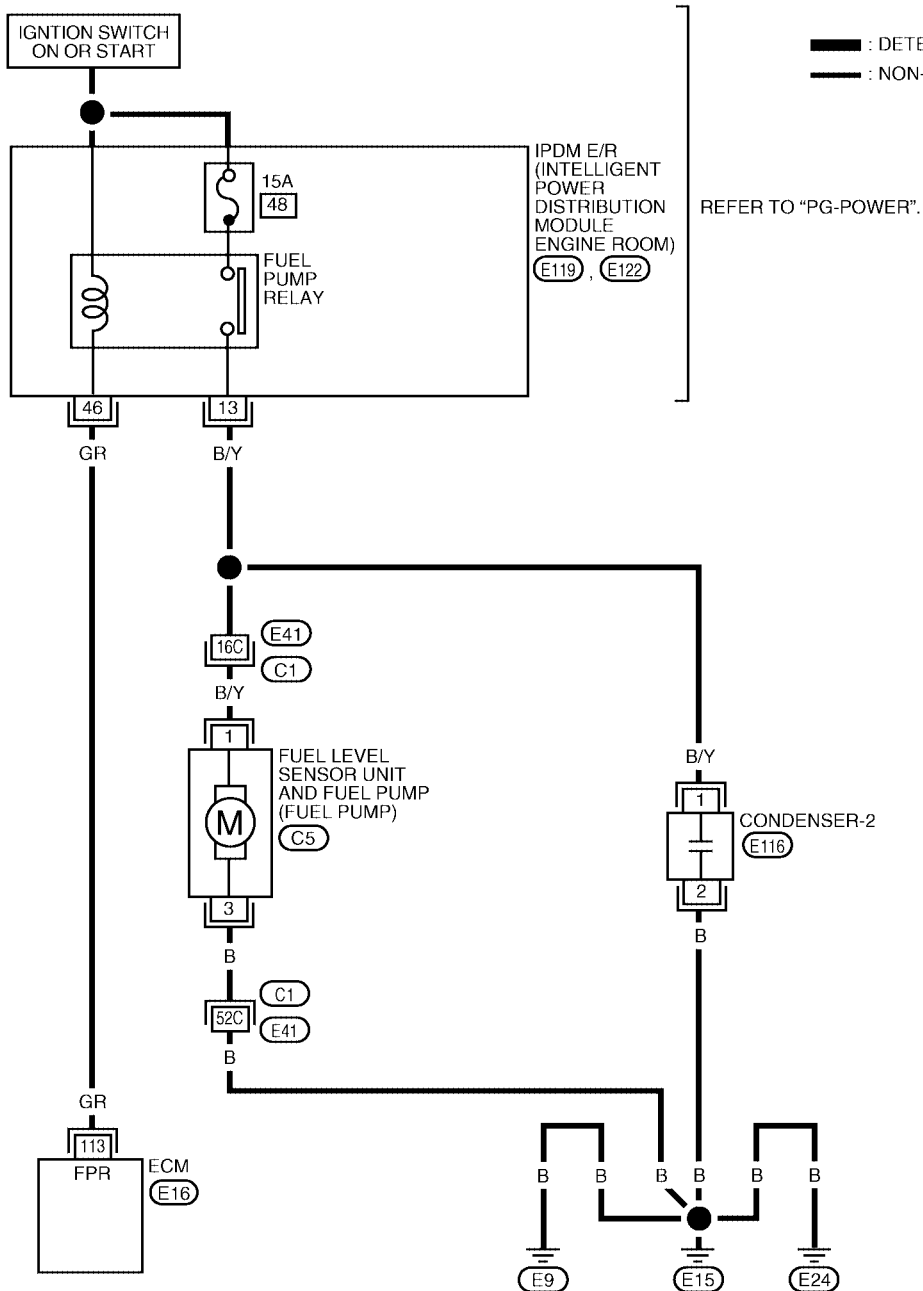 IGNTION SWITCH
ON OR START
: DETE
: NON-
IPDM E/R
(INTELLIGENT
POWER
DISTRIBUTION
MODULE
ENGINE ROOM)
E119 , E122
REFER TO “PG-POWER”.
15A
48
FUEL
PUMP
RELAY
46
13
GR
B/Y
16C
E41
C1
B/Y
1
FUEL LEVEL
SENSOR UNIT
AND FUEL PUMP
(FUEL PUMP)
C5
M
3
B
C1
52C
E41
B
B/Y
1
CONDENSER-2
E116
2
B
GR
113
FPR
ECM
E16
B B B B B B
E9 E15 E24